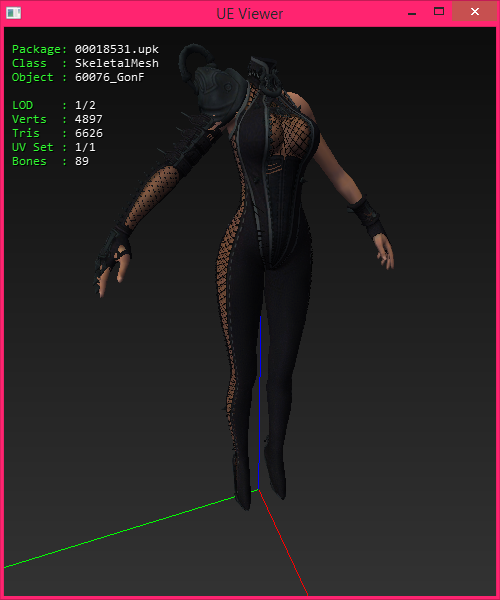 UE Viewer
Package: 00018531.upk
Class  : SkeletalMesh
Object : 60076_GonF
LOD    : 1/2
Verts  : 4897
Tris   : 6626
UV Set : 1/1
Bones  : 89